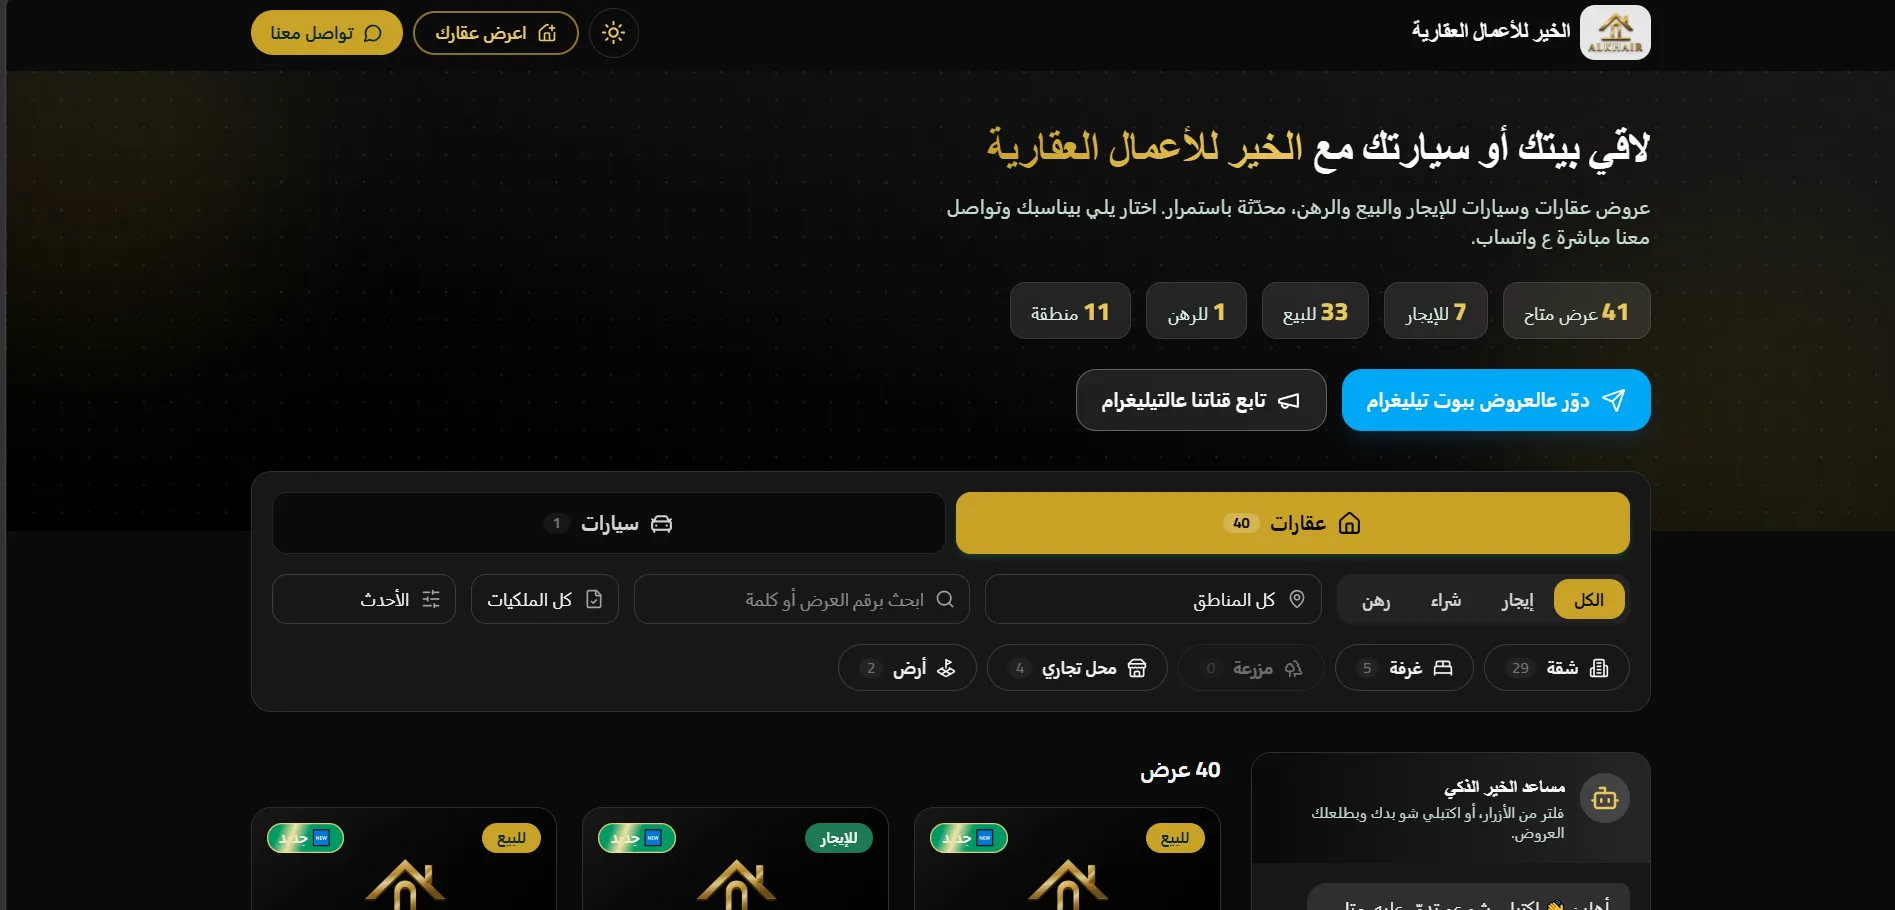 الخير للأعمال العقارية
ALKHAIR
اعرض عقارك
تواصل معنا
لاقي بيتك أو سيارتك مع الخير للأعمال العقارية
عروض عقارات وسيارات للإيجار والبيع والرهن، محدّثة باستمرار. اختار يلي بيناسبك وتواصل
معنا مباشرة ع واتساب.
41 عرض متاح
7 للإيجار
33 للبيع
1 للرهن
11 منطقة
دوّر عالعروض ببوت تيليغرام
تابع قناتنا عالتيليغرام
عقارات 40
سيارات 1
الكل
إيجار
شراء
رهن
كل المناطق
ابحث برقم العرض أو كلمة
كل الملكيات
الأحدث
شقة 29
غرفة 5
مزرعة 0
محل تجاري 4
أرض 2
مساعد الخير الذكي
فلتر من الأزرار، أو اكتبلي شو بدك وبطلعلك
العروض.
40 عرض
للبيع
NEW جديد
للإيجار
NEW جديد
للبيع
NEW جديد